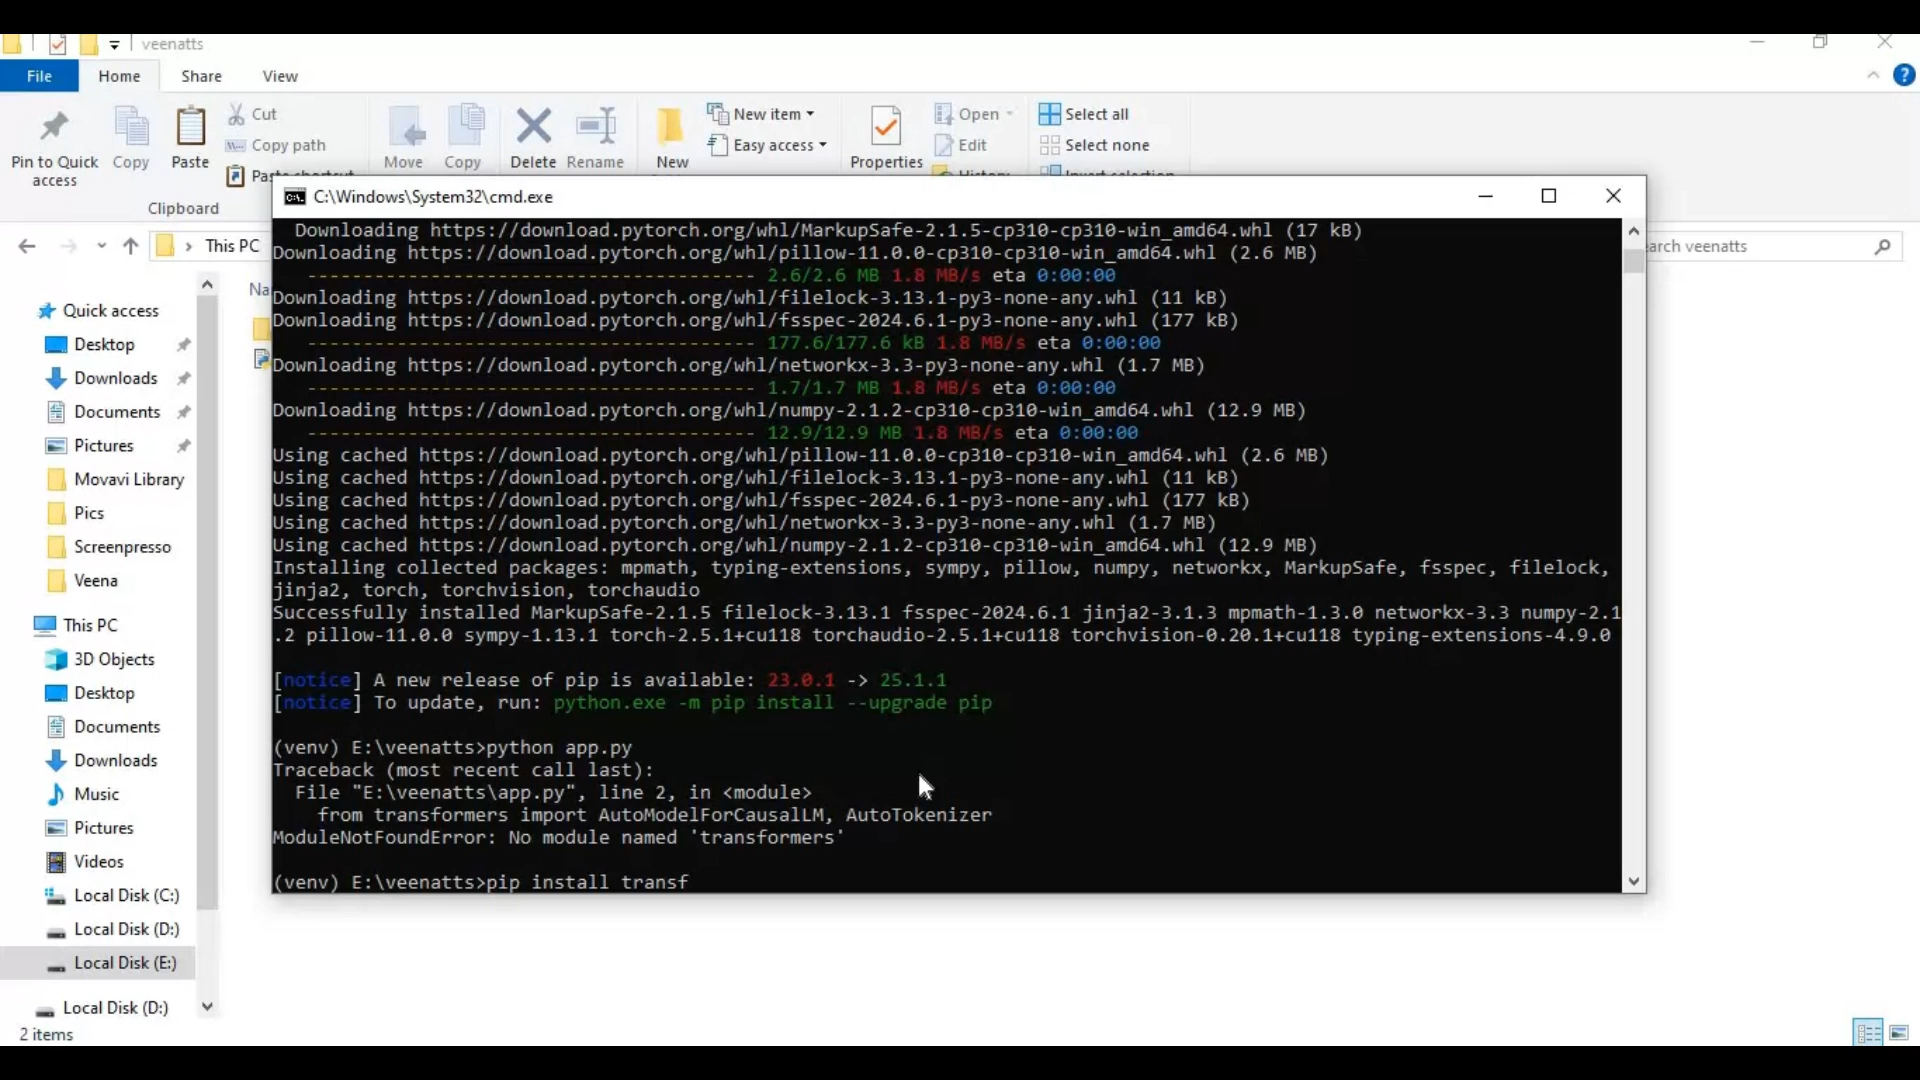 veenatts
File Home Share View
Pin to Quick access
Copy
Paste
Cut
Copy path
Paste shortcut
Clipboard
Move
Copy
Delete
Rename
New
New item
Easy access
Properties
Open
Edit
History
Select all
Select none
Invert selection
This PC
earch veenatts
Na
Quick access
Desktop
Downloads
Documents
Pictures
Movavi Library
Pics
Screenpresso
Veena
This PC
3D Objects
Desktop
Documents
Downloads
Music
Pictures
Videos
Local Disk (C:)
Local Disk (D:)
Local Disk (E:)
Local Disk (D:)
2 items
C:\Windows\System32\cmd.exe
Downloading https://download.pytorch.org/whl/MarkupSafe-2.1.5-cp310-cp310-win_amd64.whl (17 kB)
Downloading https://download.pytorch.org/whl/pillow-11.0.0-cp310-cp310-win_amd64.whl (2.6 MB)
---------------------------------------- 2.6/2.6 MB 1.8 MB/s eta 0:00:00
Downloading https://download.pytorch.org/whl/filelock-3.13.1-py3-none-any.whl (11 kB)
Downloading https://download.pytorch.org/whl/fsspec-2024.6.1-py3-none-any.whl (177 kB)
---------------------------------------- 177.6/177.6 kB 1.8 MB/s eta 0:00:00
Downloading https://download.pytorch.org/whl/networkx-3.3-py3-none-any.whl (1.7 MB)
---------------------------------------- 1.7/1.7 MB 1.8 MB/s eta 0:00:00
Downloading https://download.pytorch.org/whl/numpy-2.1.2-cp310-cp310-win_amd64.whl (12.9 MB)
---------------------------------------- 12.9/12.9 MB 1.8 MB/s eta 0:00:00
Using cached https://download.pytorch.org/whl/pillow-11.0.0-cp310-cp310-win_amd64.whl (2.6 MB)
Using cached https://download.pytorch.org/whl/filelock-3.13.1-py3-none-any.whl (11 kB)
Using cached https://download.pytorch.org/whl/fsspec-2024.6.1-py3-none-any.whl (177 kB)
Using cached https://download.pytorch.org/whl/networkx-3.3-py3-none-any.whl (1.7 MB)
Using cached https://download.pytorch.org/whl/numpy-2.1.2-cp310-cp310-win_amd64.whl (12.9 MB)
Installing collected packages: mpmath, typing-extensions, sympy, pillow, numpy, networkx, MarkupSafe, fsspec, filelock,
jinja2, torch, torchvision, torchaudio
Successfully installed MarkupSafe-2.1.5 filelock-3.13.1 fsspec-2024.6.1 jinja2-3.1.3 mpmath-1.3.0 networkx-3.3 numpy-2.1
.2 pillow-11.0.0 sympy-1.13.1 torch-2.5.1+cu118 torchaudio-2.5.1+cu118 torchvision-0.20.1+cu118 typing-extensions-4.9.0
[notice] A new release of pip is available: 23.0.1 -> 25.1.1
[notice] To update, run: python.exe -m pip install --upgrade pip
(venv) E:\veenatts>python app.py
Traceback (most recent call last):
File "E:\veenatts\app.py", line 2, in <module>
from transformers import AutoModelForCausalLM, AutoTokenizer
ModuleNotFoundError: No module named 'transformers'
(venv) E:\veenatts>pip install transf